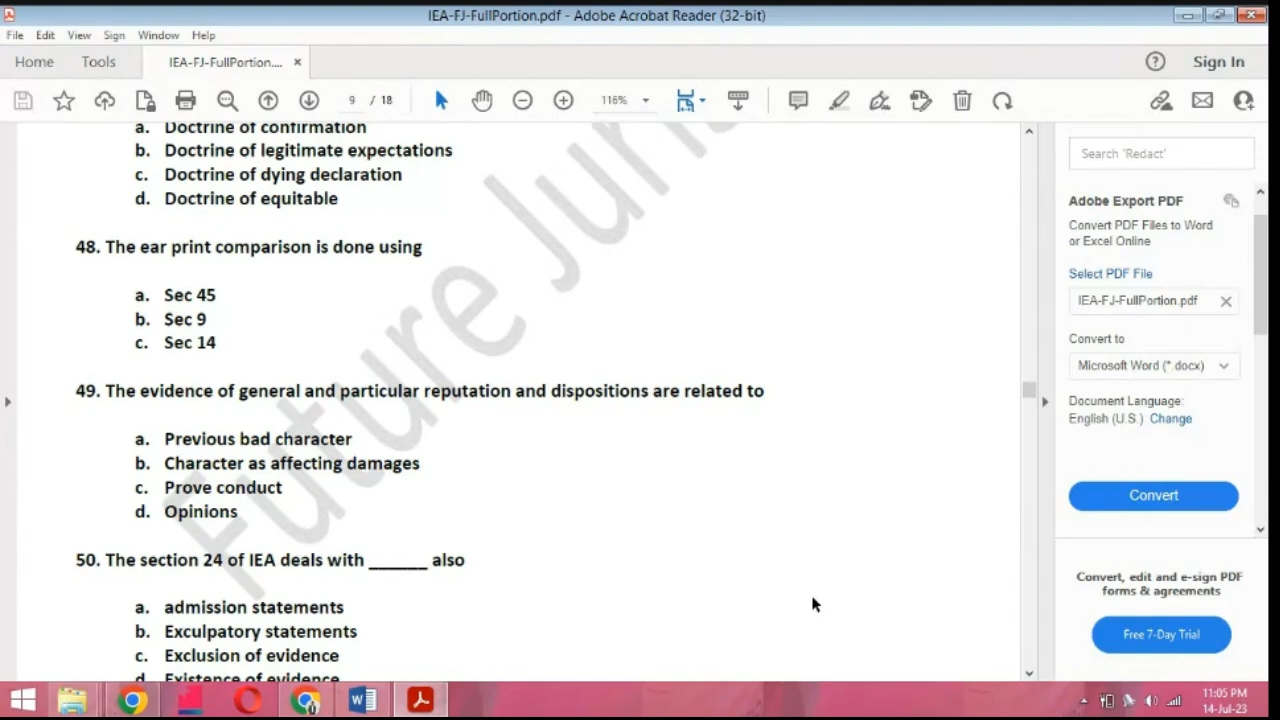 IEA-FJ-FullPortion.pdf - Adobe Acrobat Reader (32-bit)
File Edit View Sign Window Help
Home Tools IEA-FJ-FullPortion.... × Sign In
9 / 18 116%
a. Doctrine of confirmation
b. Doctrine of legitimate expectations
c. Doctrine of dying declaration
d. Doctrine of equitable
48. The ear print comparison is done using
a. Sec 45
b. Sec 9
c. Sec 14
49. The evidence of general and particular reputation and dispositions are related to
a. Previous bad character
b. Character as affecting damages
c. Prove conduct
d. Opinions
50. The section 24 of IEA deals with ______ also
a. admission statements
b. Exculpatory statements
c. Exclusion of evidence
d. Existence of evidence
Future Juri
Search 'Redact'
Adobe Export PDF
Convert PDF Files to Word
or Excel Online
Select PDF File
IEA-FJ-FullPortion.pdf
Convert to
Microsoft Word (*.docx)
Document Language:
English (U.S.) Change
Convert
Convert, edit and e-sign PDF
forms & agreements
Free 7-Day Trial
11:05 PM
14-Jul-23